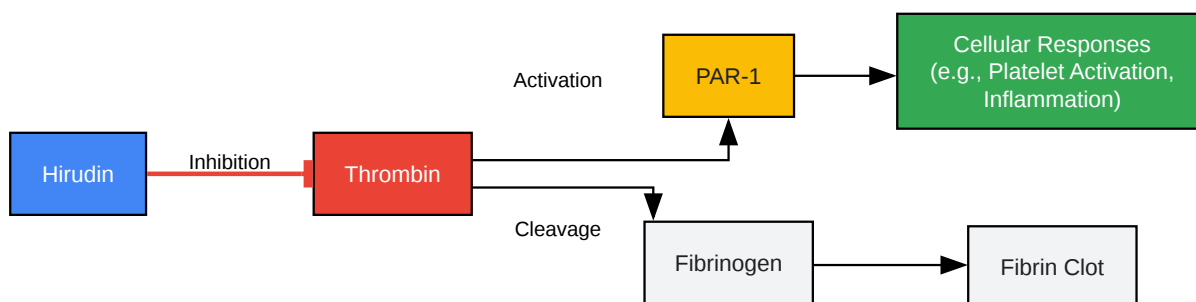 Hirudin
Inhibition
Thrombin
Activation
PAR-1
Cellular Responses
(e.g., Platelet Activation,
Inflammation)
Cleavage
Fibrinogen
Fibrin Clot